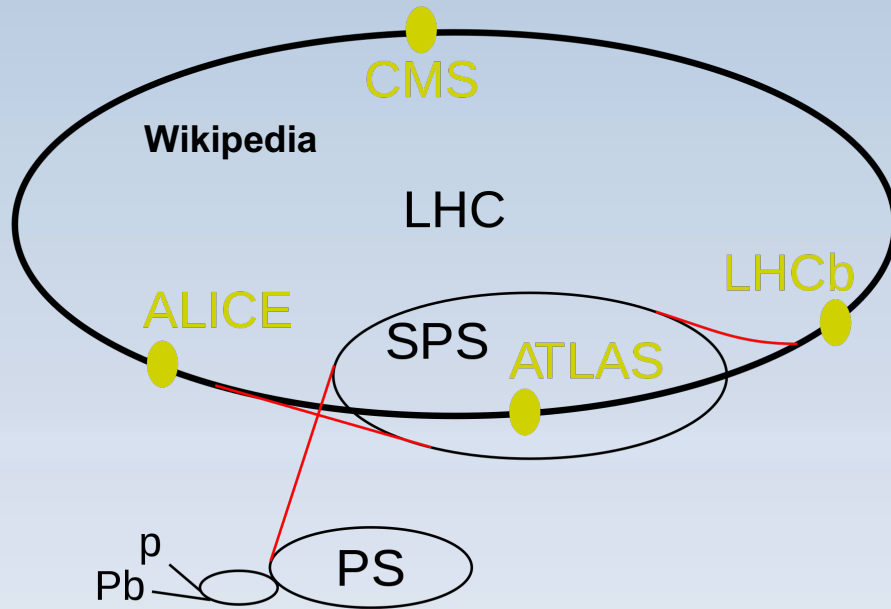 CMS
Wikipedia
LHC
LHCb
ALICE
SPS
ATLAS
p
PS
Pb